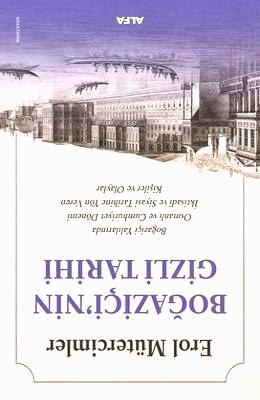 Erol Mütercimler
BOĞAZİÇİ'NİN
GİZLİ TARİHİ
Boğaziçi Yalılarında
Osmanlı ve Cumhuriyet Dönemi
İktisadi ve Siyasi Tarihine Yön Veren
Kişiler ve Olaylar
ALFA